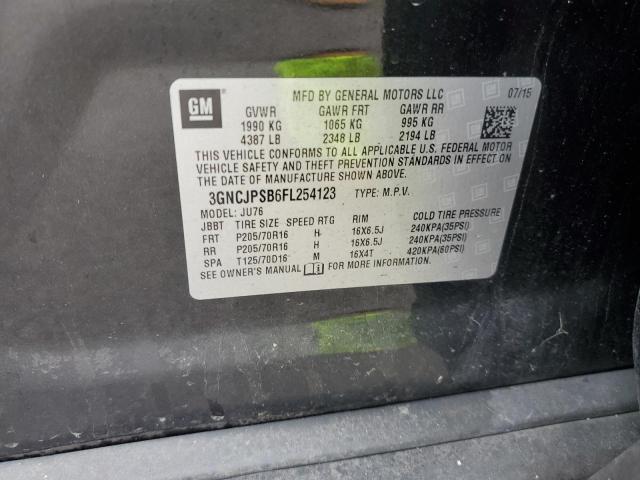 GM
MFD BY GENERAL MOTORS LLC
07/15
GVWR GAWR FRT GAWR RR
1990 KG 1065 KG 995 KG
4387 LB 2348 LB 2194 LB
THIS VEHICLE CONFORMS TO ALL APPLICABLE U.S. FEDERAL MOTOR
VEHICLE SAFETY AND THEFT PREVENTION STANDARDS IN EFFECT ON
THE DATE OF MANUFACTURE SHOWN ABOVE.
3GNCJPSB6FL254123 TYPE: M.P.V.
MODEL: JU76
JBBT TIRE SIZE SPEED RTG RIM COLD TIRE PRESSURE
FRT P205/70R16 H 16X6.5J 240KPA(35PSI)
RR P205/70R16 H 16X6.5J 240KPA(35PSI)
SPA T125/70D16 M 16X4T 420KPA(60PSI)
SEE OWNER'S MANUAL FOR MORE INFORMATION.